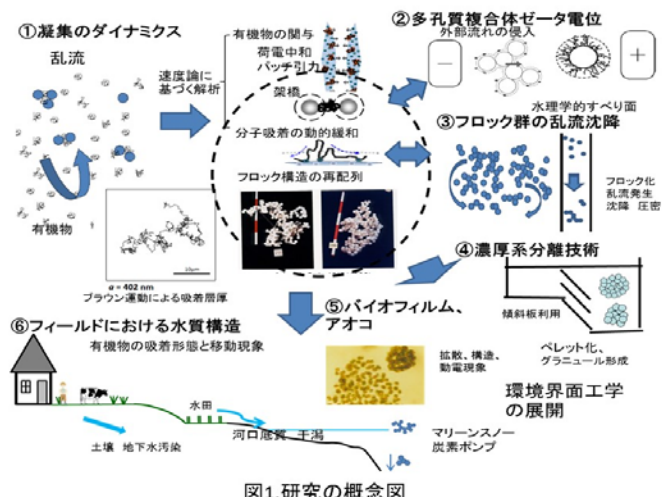 ①凝集のダイナミクス
乱流
速度論に
基づく解析
有機物
a = 402 nm
10μm
ブラウン運動による吸着層厚
有機物の関与
荷電中和
パッチ引力
架橋
分子吸着の動的緩和
フロック構造の再配列
②多孔質複合体ゼータ電位
外部流れの侵入
－
＋
水理学的すべり面
③フロック群の乱流沈降
フロック化
乱流発生
沈降 圧密
④濃厚系分離技術
傾斜板利用
ペレット化、
グラニュール形成
⑤バイオフィルム、
アオコ
拡散、構造、
動電現象
環境界面工学
の展開
⑥フィールドにおける水質構造
有機物の吸着形態と移動現象
水田
土壌 地下水汚染
河口底質 干潟
マリーンスノー
炭素ポンプ
図1.研究の概念図